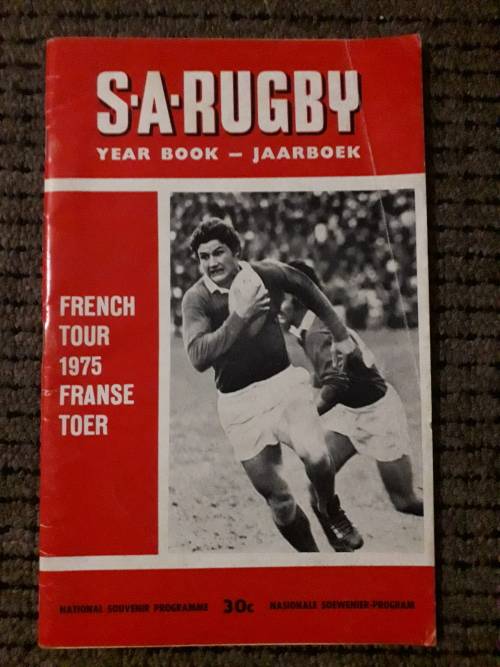 S·A·RUGBY
YEAR BOOK – JAARBOEK
FRENCH
TOUR
1975
FRANSE
TOER
NATIONAL SOUVENIR PROGRAMME 30c NASIONALE SOEWENIER-PROGRAM